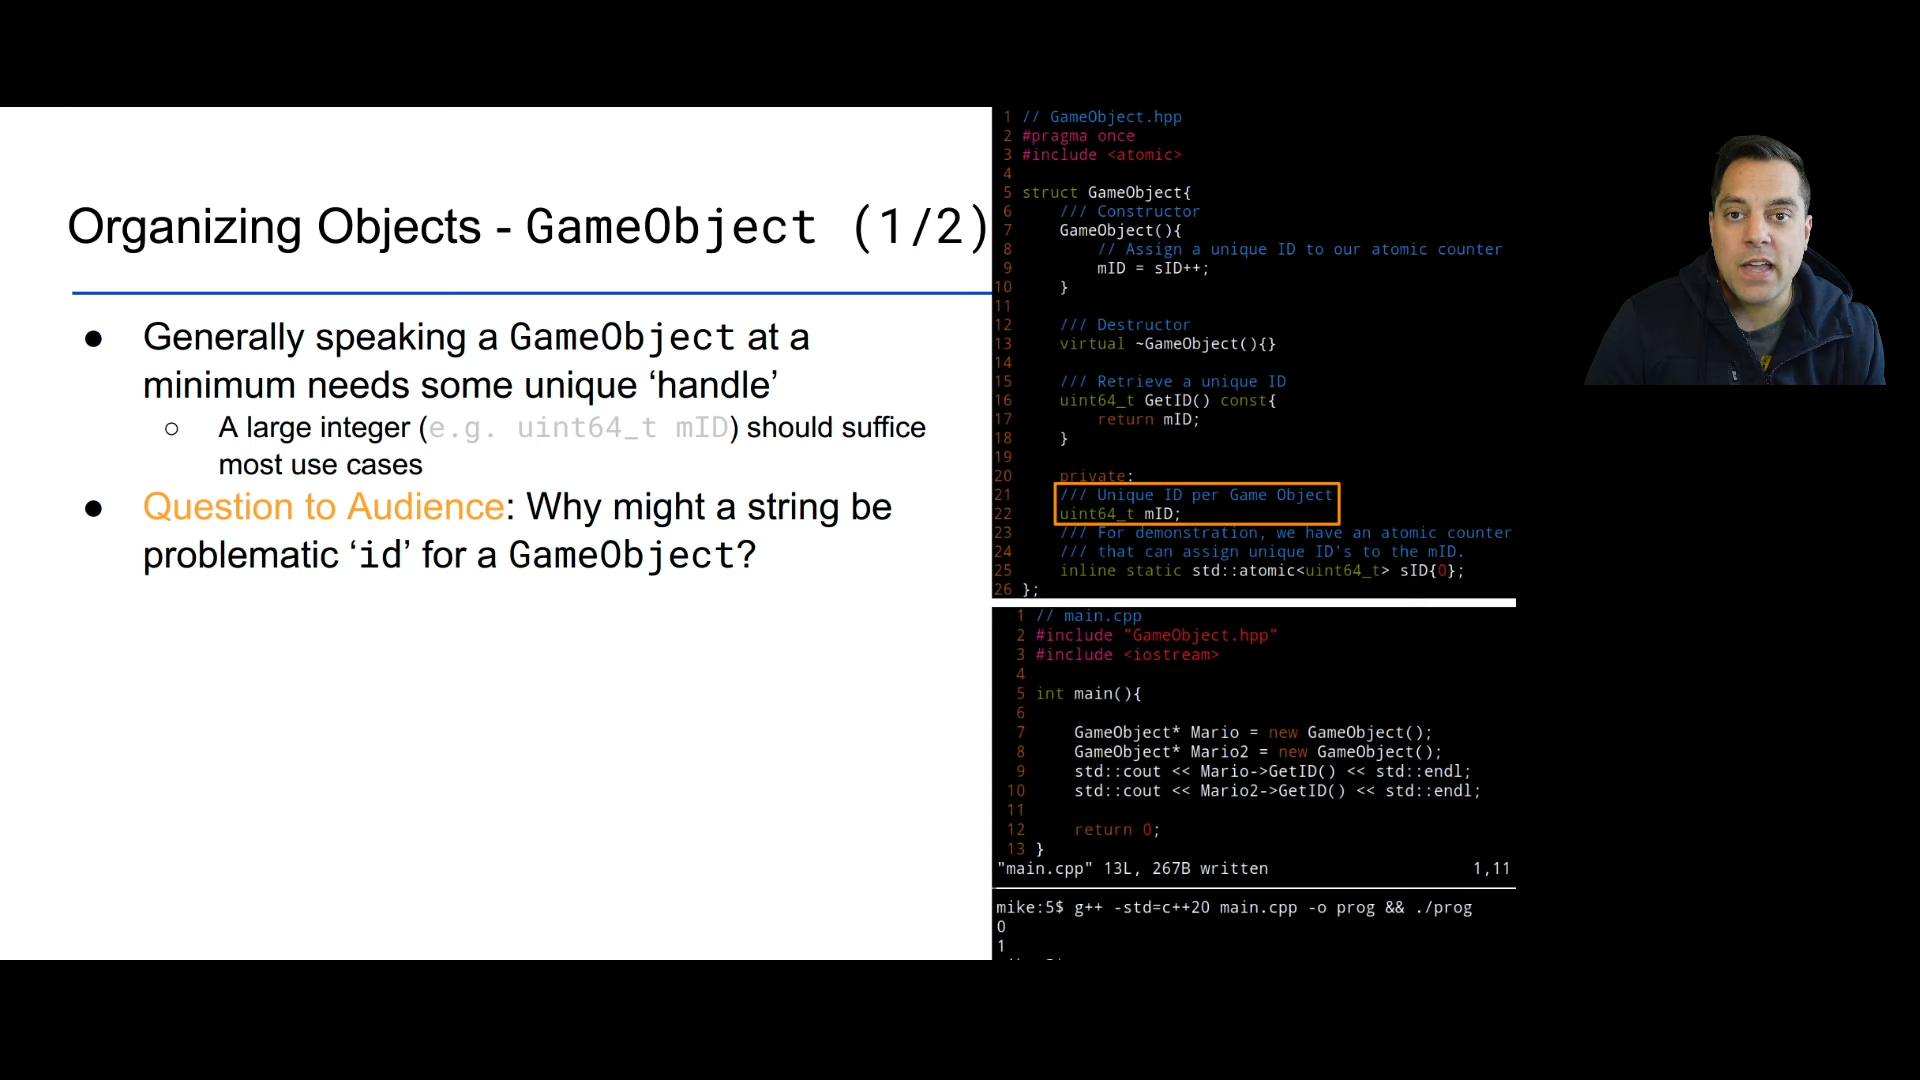 Organizing Objects - GameObject (1/2)
● Generally speaking a GameObject at a
minimum needs some unique ‘handle’
○ A large integer (e.g. uint64_t mID) should suffice
most use cases
● Question to Audience: Why might a string be
problematic ‘id’ for a GameObject?
1 // GameObject.hpp
2 #pragma once
3 #include <atomic>
4
5 struct GameObject{
6     /// Constructor
7     GameObject(){
8         // Assign a unique ID to our atomic counter
9         mID = sID++;
10     }
11
12     /// Destructor
13     virtual ~GameObject(){}
14
15     /// Retrieve a unique ID
16     uint64_t GetID() const{
17         return mID;
18     }
19
20     private:
21     /// Unique ID per Game Object
22     uint64_t mID;
23     /// For demonstration, we have an atomic counter
24     /// that can assign unique ID's to the mID.
25     inline static std::atomic<uint64_t> sID{0};
26 };
1 // main.cpp
2 #include "GameObject.hpp"
3 #include <iostream>
4
5 int main(){
6
7     GameObject* Mario = new GameObject();
8     GameObject* Mario2 = new GameObject();
9     std::cout << Mario->GetID() << std::endl;
10     std::cout << Mario2->GetID() << std::endl;
11
12     return 0;
13 }
"main.cpp" 13L, 267B written 1,11
mike:5$ g++ -std=c++20 main.cpp -o prog && ./prog
0
1